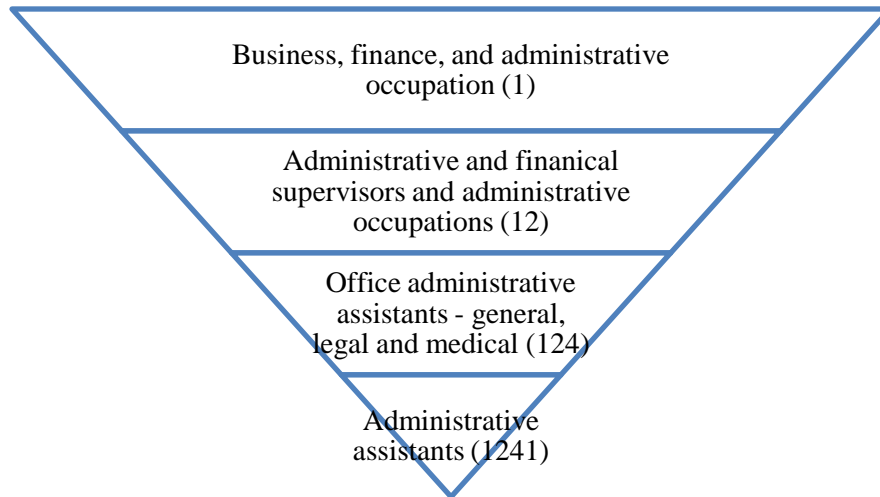 Business, finance, and administrative
occupation (1)
Administrative and finanical
supervisors and administrative
occupations (12)
Office administrative
assistants - general,
legal and medical (124)
Administrative
assistants (1241)